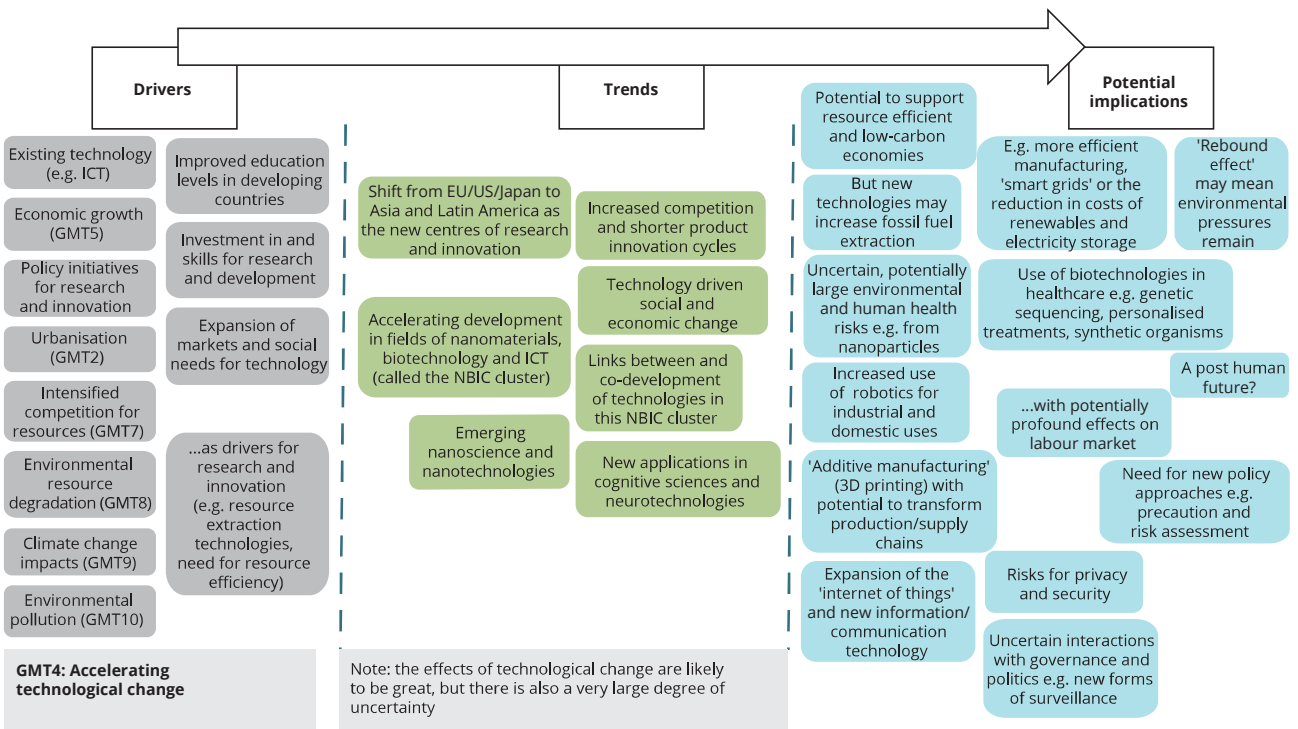 Drivers
Trends
Potential
implications
Existing technology
(e.g. ICT)
Economic growth
(GMT5)
Policy initiatives
for research
and innovation
Urbanisation
(GMT2)
Intensified
competition for
resources (GMT7)
Environmental
resource
degradation (GMT8)
Climate change
impacts (GMT9)
Environmental
pollution (GMT10)
Improved education
levels in developing
countries
Investment in and
skills for research
and development
Expansion of
markets and social
needs for technology
...as drivers for
research and
innovation
(e.g. resource
extraction
technologies,
need for resource
efficiency)
Shift from EU/US/Japan to
Asia and Latin America as
the new centres of research
and innovation
Accelerating development
in fields of nanomaterials,
biotechnology and ICT
(called the NBIC cluster)
Emerging
nanoscience and
nanotechnologies
Increased competition
and shorter product
innovation cycles
Technology driven
social and
economic change
Links between and
co-development
of technologies in
this NBIC cluster
New applications in
cognitive sciences and
neurotechnologies
Potential to support
resource efficient
and low-carbon
economies
But new
technologies may
increase fossil fuel
extraction
Uncertain, potentially
large environmental
and human health
risks e.g. from
nanoparticles
Increased use
of robotics for
industrial and
domestic uses
'Additive manufacturing'
(3D printing) with
potential to transform
production/supply
chains
Expansion of the
'internet of things'
and new information/
communication
technology
E.g. more efficient
manufacturing,
'smart grids' or the
reduction in costs of
renewables and
electricity storage
'Rebound
effect'
may mean
environmental
pressures
remain
Use of biotechnologies in
healthcare e.g. genetic
sequencing, personalised
treatments, synthetic organisms
A post human
future?
...with potentially
profound effects on
labour market
Need for new policy
approaches e.g.
precaution and
risk assessment
Risks for privacy
and security
Uncertain interactions
with governance and
politics e.g. new forms
of surveillance
GMT4: Accelerating
technological change
Note: the effects of technological change are likely
to be great, but there is also a very large degree of
uncertainty